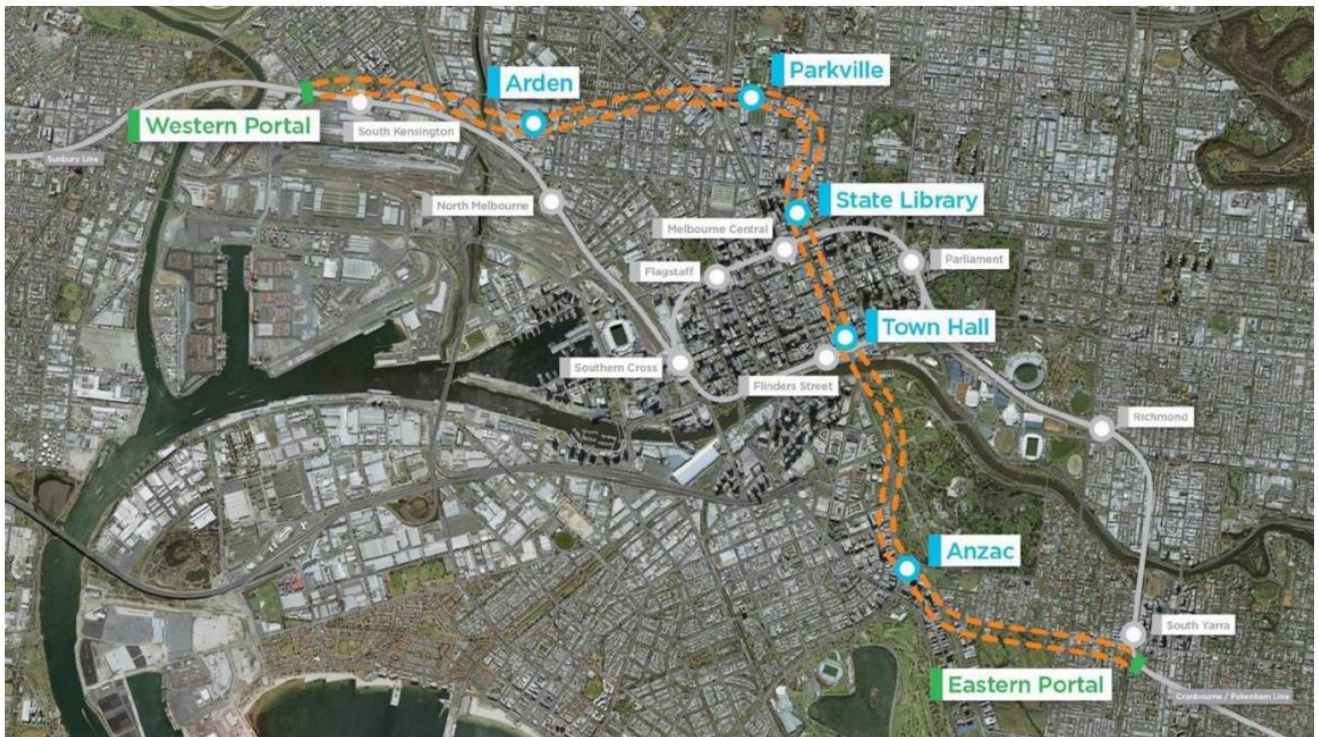 Arden
Parkville
Western Portal
South Kensington
Sunbury Line
North Melbourne
State Library
Melbourne Central
Parliament
Flagstaff
Town Hall
Southern Cross
Flinders Street
Richmond
Anzac
South Yarra
Eastern Portal
Cranbourne / Pakenham Line